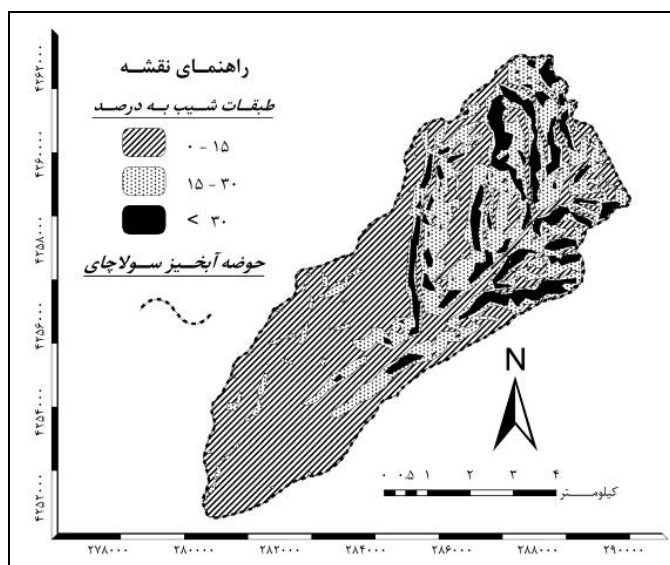 راهنمای نقشه
طبقات شیب به درصد
۰ - ۱۵
۱۵ - ۳۰
< ۳۰
حوضه آبخیز سولاچای
N
۰ ۰.۵ ۱ ۲ ۳ ۴
کیلومتر
۴۲۶۲۰۰۰
۴۲۶۰۰۰۰
۴۲۵۸۰۰۰
۴۲۵۶۰۰۰
۴۲۵۴۰۰۰
۴۲۵۲۰۰۰
۲۷۸۰۰۰ ۲۸۰۰۰۰ ۲۸۲۰۰۰ ۲۸۴۰۰۰ ۲۸۶۰۰۰ ۲۸۸۰۰۰ ۲۹۰۰۰۰